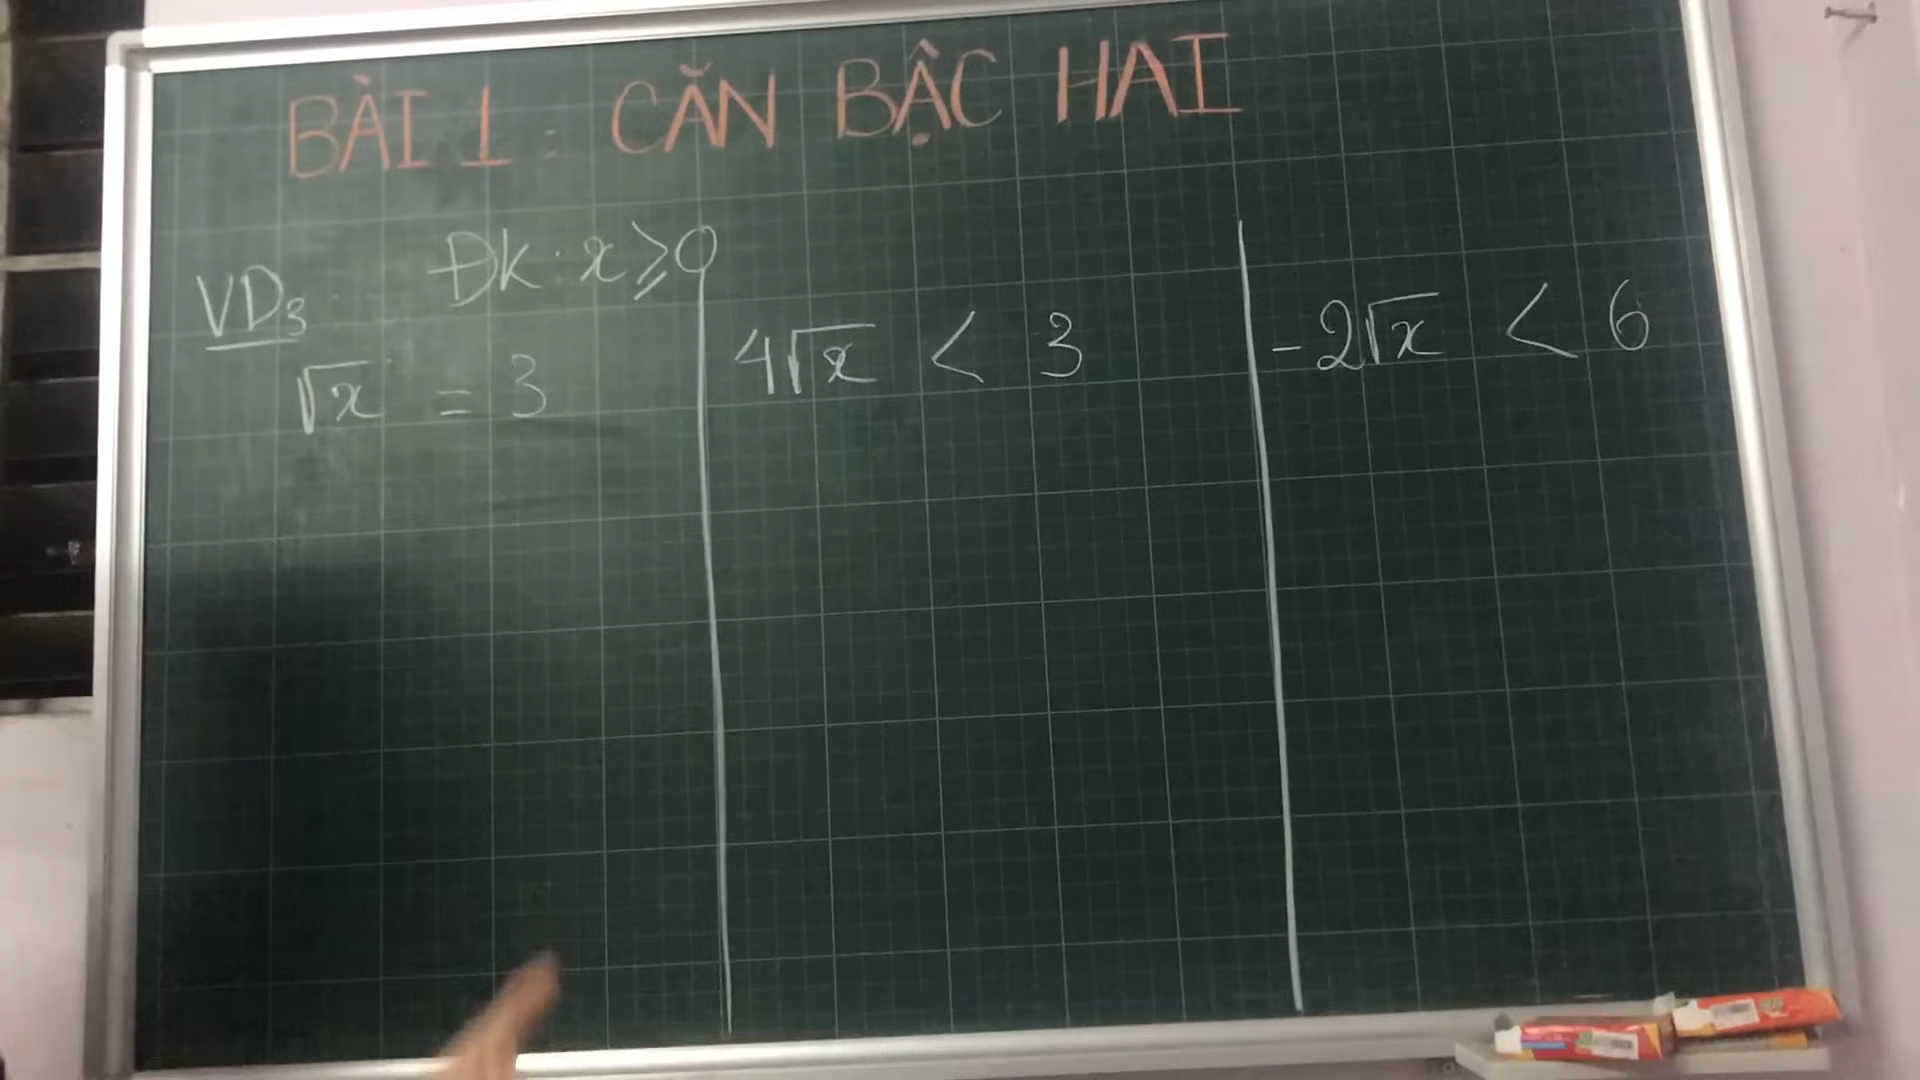 BÀI 1: CĂN BẬC HAI
VD3 ĐK: x ≥ 0
√x = 3
4√x < 3
-2√x < 6